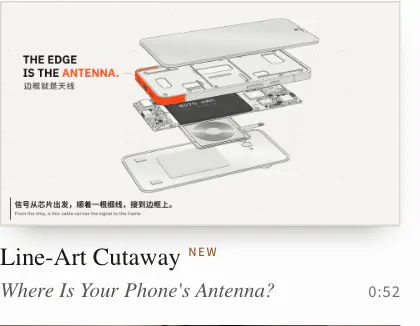 THE EDGE
IS THE ANTENNA.
边框就是天线
4575 mAh
信号从芯片出发，顺着一根细线，接到边框上。
From the chip, a thin cable carries the signal to the frame.
Line-Art Cutaway NEW
Where Is Your Phone's Antenna?
0:52